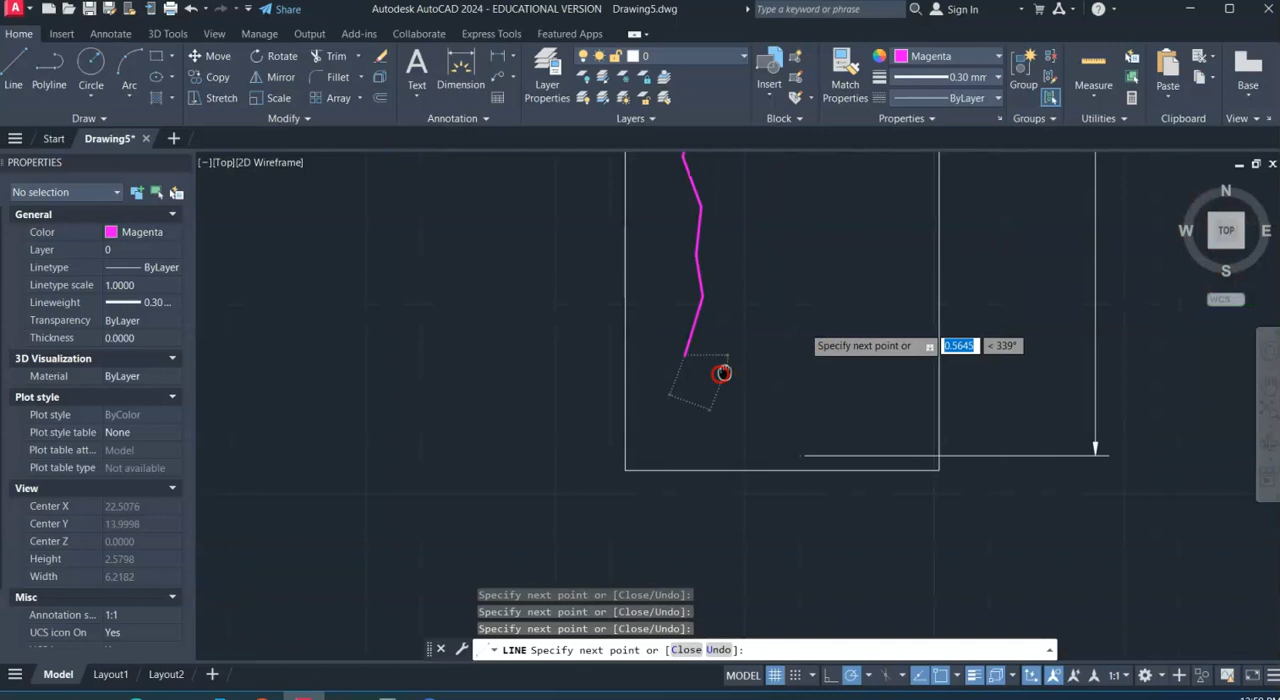 Share
Autodesk AutoCAD 2024 - EDUCATIONAL VERSION Drawing5.dwg
Type a keyword or phrase
Sign In
Home Insert Annotate 3D Tools View Manage Output Add-ins Collaborate Express Tools Featured Apps
Line Polyline Circle Arc
Move Rotate Trim
Copy Mirror Fillet
Stretch Scale Array
Text Dimension
Layer Properties
0
Insert
Match Properties
Magenta
0.30 mm
ByLayer
Group
Measure
Paste
Base
Draw Modify Annotation Layers Block Properties Groups Utilities Clipboard View
Start Drawing5*
PROPERTIES
[−][Top][2D Wireframe]
No selection
General
Color Magenta
Layer 0
Linetype ByLayer
Linetype scale 1.0000
Lineweight 0.30 ...
Transparency ByLayer
Thickness 0.0000
3D Visualization
Material ByLayer
Plot style
Plot style ByColor
Plot style table None
Plot table att... Model
Plot table type Not available
View
Center X 22.5076
Center Y 13.9998
Center Z 0.0000
Height 2.5798
Width 6.2182
Misc
Annotation s... 1:1
UCS icon On Yes
N
W TOP E
S
WCS
Specify next point or 0.5645 < 339°
Specify next point or [Close/Undo]:
Specify next point or [Close/Undo]:
Specify next point or [Close/Undo]:
LINE Specify next point or [Close Undo]:
Model Layout1 Layout2
MODEL 1:1